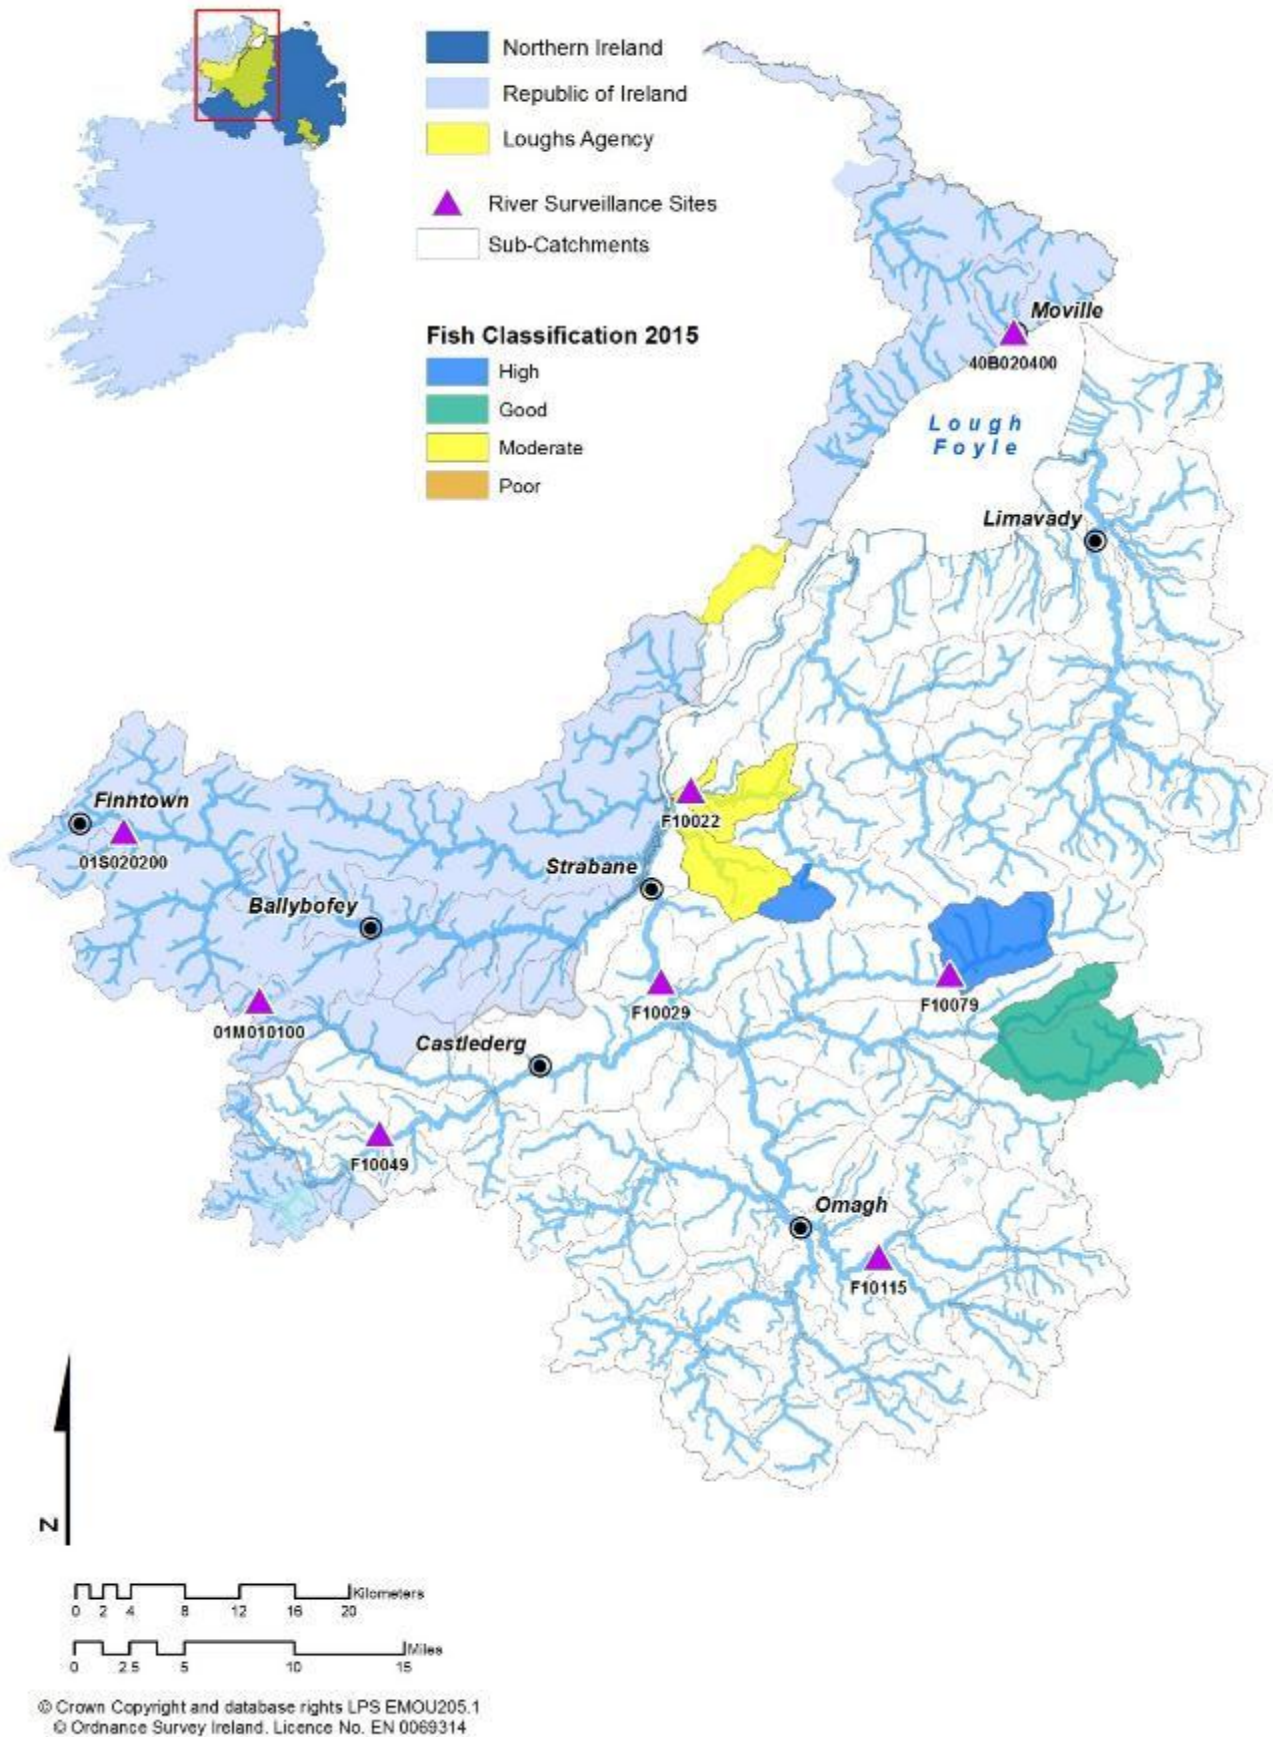 Northern Ireland
Republic of Ireland
Loughs Agency
River Surveillance Sites
Sub-Catchments
Fish Classification 2015
High
Good
Moderate
Poor
Moville
40B020400
Lough
Foyle
Limavady
Finntown
01S020200
F10022
Strabane
Ballybofey
F10029
F10079
01M010100
Castlederg
F10049
Omagh
F10115
N
Kilometers
0 2 4 8 12 16 20
Miles
0 2.5 5 10 15
© Crown Copyright and database rights LPS EMOU205.1
© Ordnance Survey Ireland. Licence No. EN 0069314